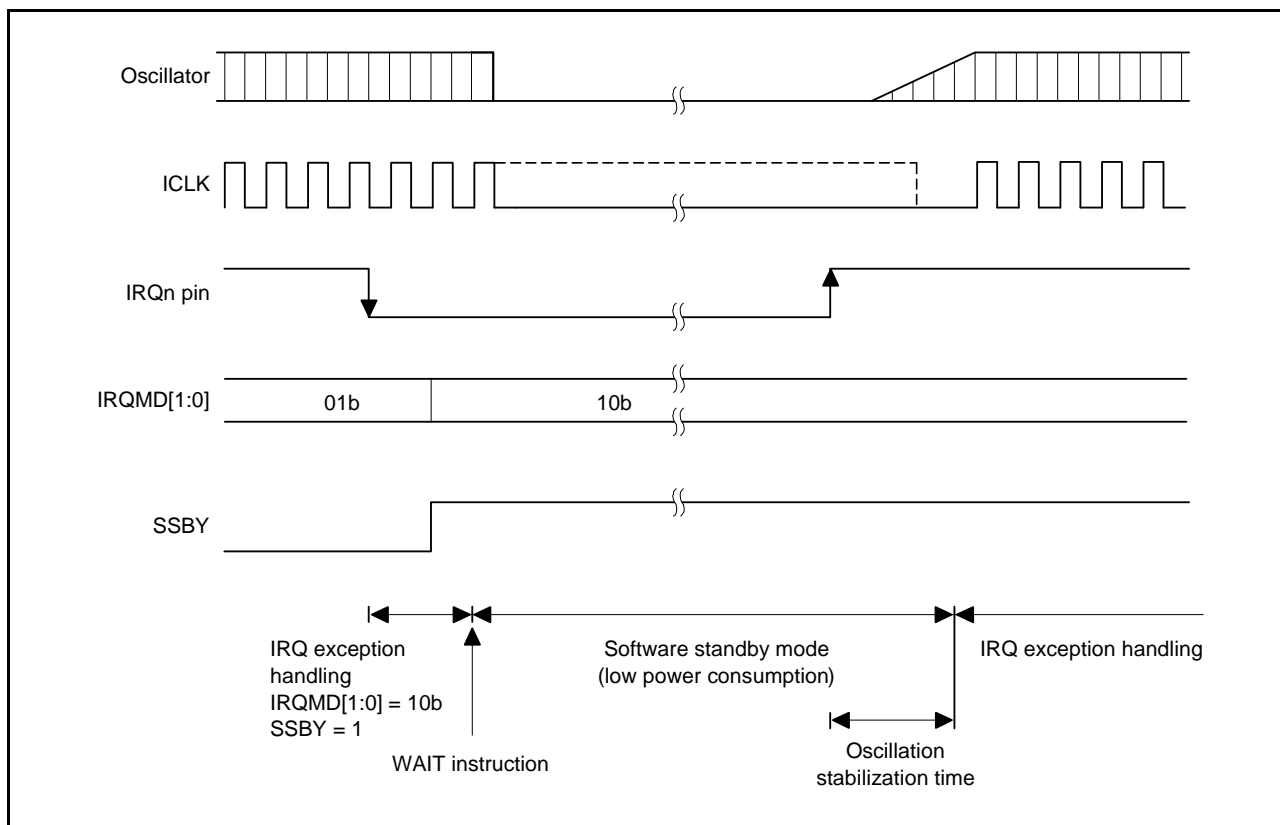 Oscillator
ICLK
IRQn pin
IRQMD[1:0]
01b
10b
SSBY
IRQ exception
handling
IRQMD[1:0] = 10b
SSBY = 1
WAIT instruction
Software standby mode
(low power consumption)
Oscillation
stabilization time
IRQ exception handling